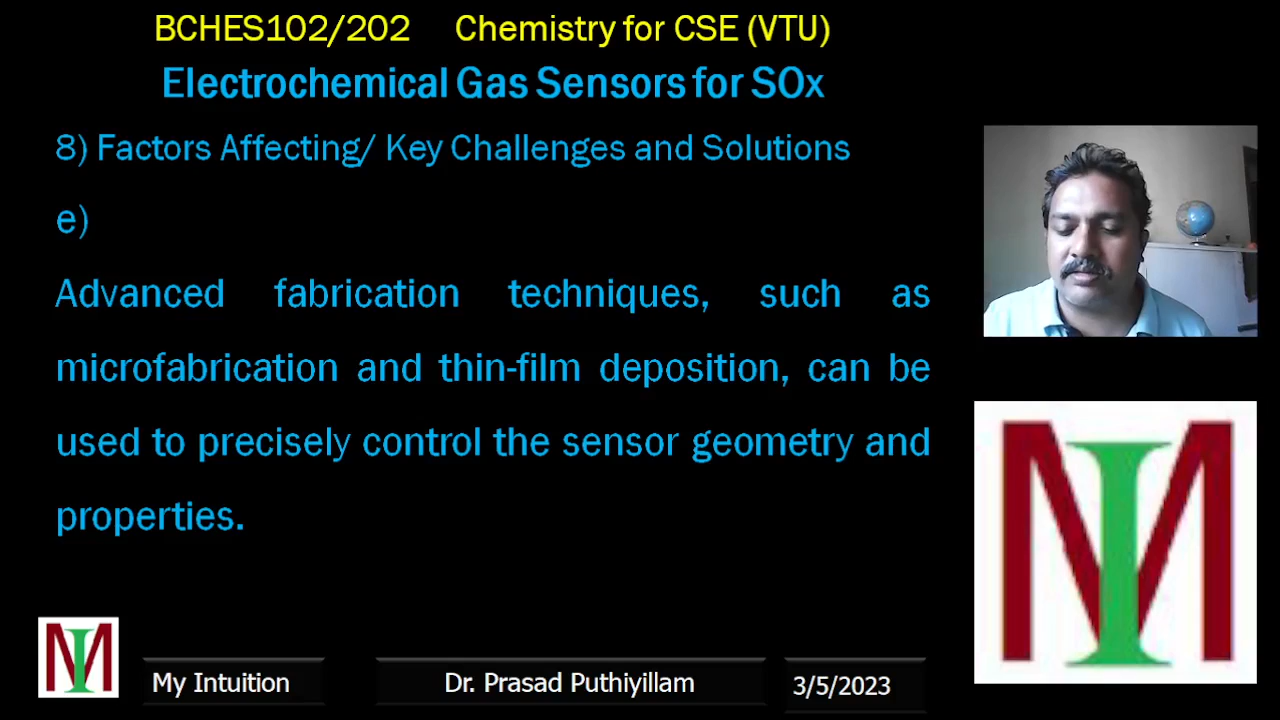 BCHES102/202 Chemistry for CSE (VTU)
Electrochemical Gas Sensors for SOx
8) Factors Affecting/ Key Challenges and Solutions
e)
Advanced fabrication techniques, such as
microfabrication and thin-film deposition, can be
used to precisely control the sensor geometry and
properties.
MI
MI
My Intuition
Dr. Prasad Puthiyillam
3/5/2023